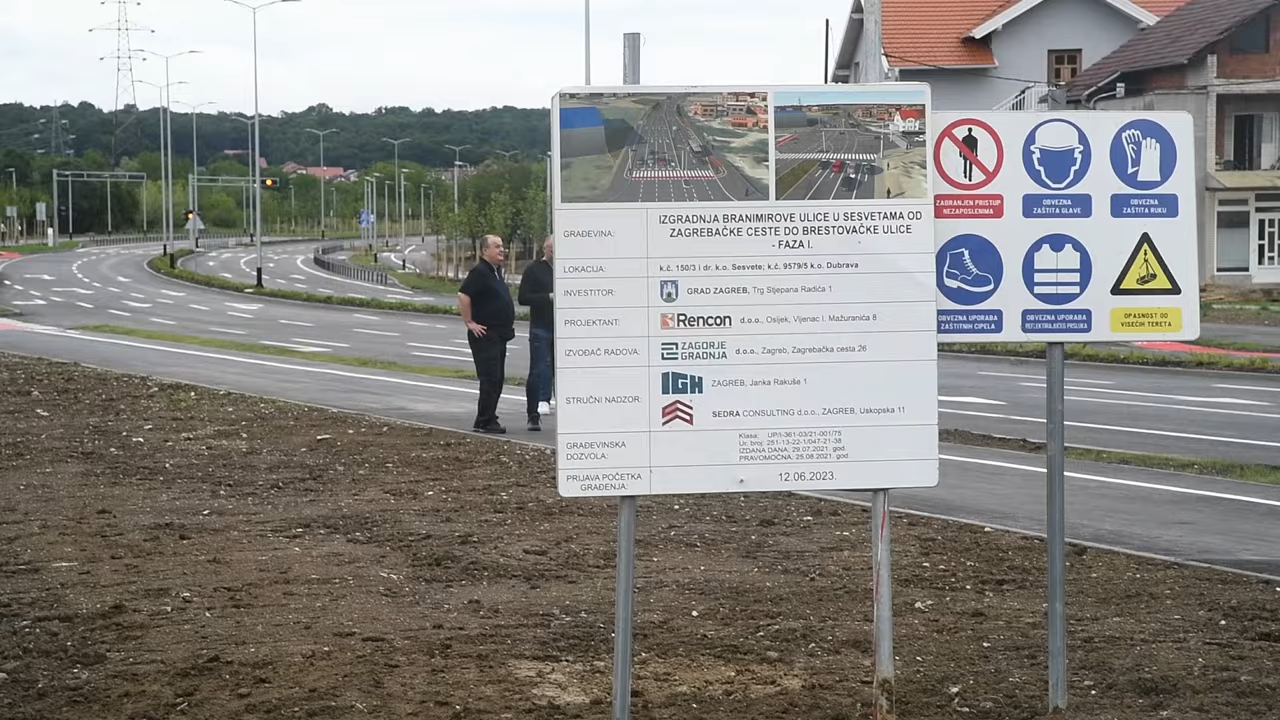 GRAĐEVINA:
IZGRADNJA BRANIMIROVE ULICE U SESVETAMA OD
ZAGREBAČKE CESTE DO BRESTOVAČKE ULICE
- FAZA I.
LOKACIJA:
k.č. 150/3 i dr. k.o. Sesvete; k.č. 9579/5 k.o. Dubrava
INVESTITOR:
GRAD ZAGREB, Trg Stjepana Radića 1
PROJEKTANT:
Rencon d.o.o., Osijek, Vijenac I. Mažuranića 8
IZVOĐAČ RADOVA:
ZAGORJE
GRADNJA d.o.o., Zagreb, Zagrebačka cesta 26
STRUČNI NADZOR:
IGH ZAGREB, Janka Rakuše 1
SEDRA CONSULTING d.o.o., ZAGREB, Uskopska 11
GRAĐEVINSKA
DOZVOLA:
Klasa: UP/I-361-03/21-001/75
Ur. broj: 251-13-22-1/047-21-38
IZDANA DANA: 29.07.2021. god.
PRAVOMOĆNA: 25.08.2021. god.
PRIJAVA POČETKA
GRAĐENJA:
12.06.2023.
ZABRANJEN PRISTUP
NEZAPOSLENIMA
OBVEZNA
ZAŠTITA GLAVE
OBVEZNA
ZAŠTITA RUKU
OBVEZNA UPORABA
ZAŠTITNIH CIPELA
OBVEZNA UPORABA
REFLEKTIRAJUĆEG PRSLUKA
OPASNOST OD
VISEĆIH TERETA